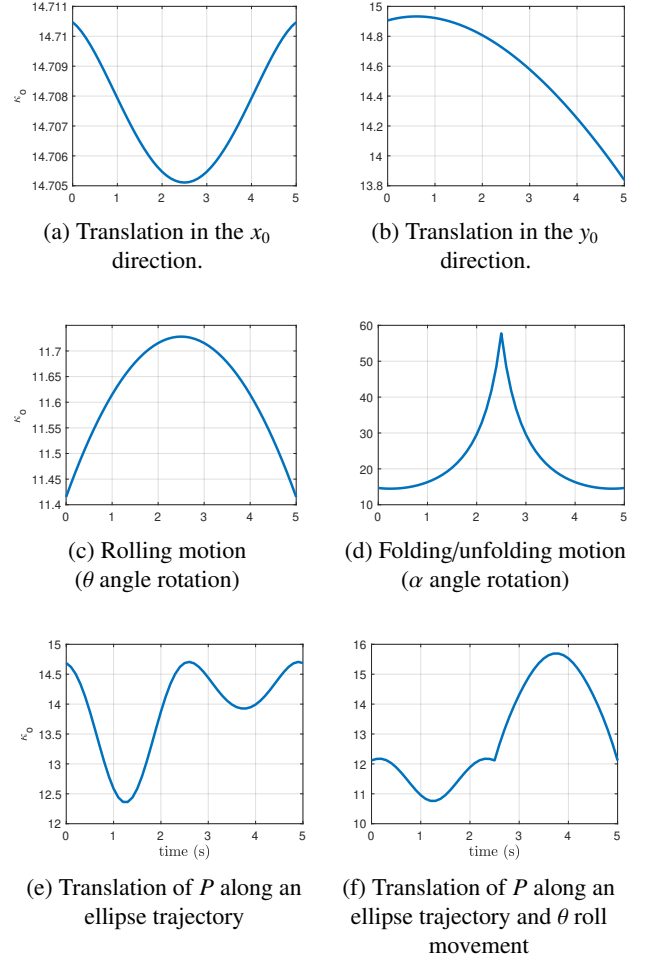 14.711
14.71
14.709
14.708
14.707
14.706
14.705
κo
0 1 2 3 4 5
(a) Translation in the x0
direction.
15
14.8
14.6
14.4
14.2
14
13.8
0 1 2 3 4 5
(b) Translation in the y0
direction.
11.7
11.65
11.6
11.55
11.5
11.45
11.4
κo
0 1 2 3 4 5
(c) Rolling motion
(θ angle rotation)
60
50
40
30
20
10
0 1 2 3 4 5
(d) Folding/unfolding motion
(α angle rotation)
15
14.5
14
13.5
13
12.5
12
κo
0 1 2 3 4 5
time (s)
(e) Translation of P along an
ellipse trajectory
16
15
14
13
12
11
10
0 1 2 3 4 5
time (s)
(f) Translation of P along an
ellipse trajectory and θ roll
movement